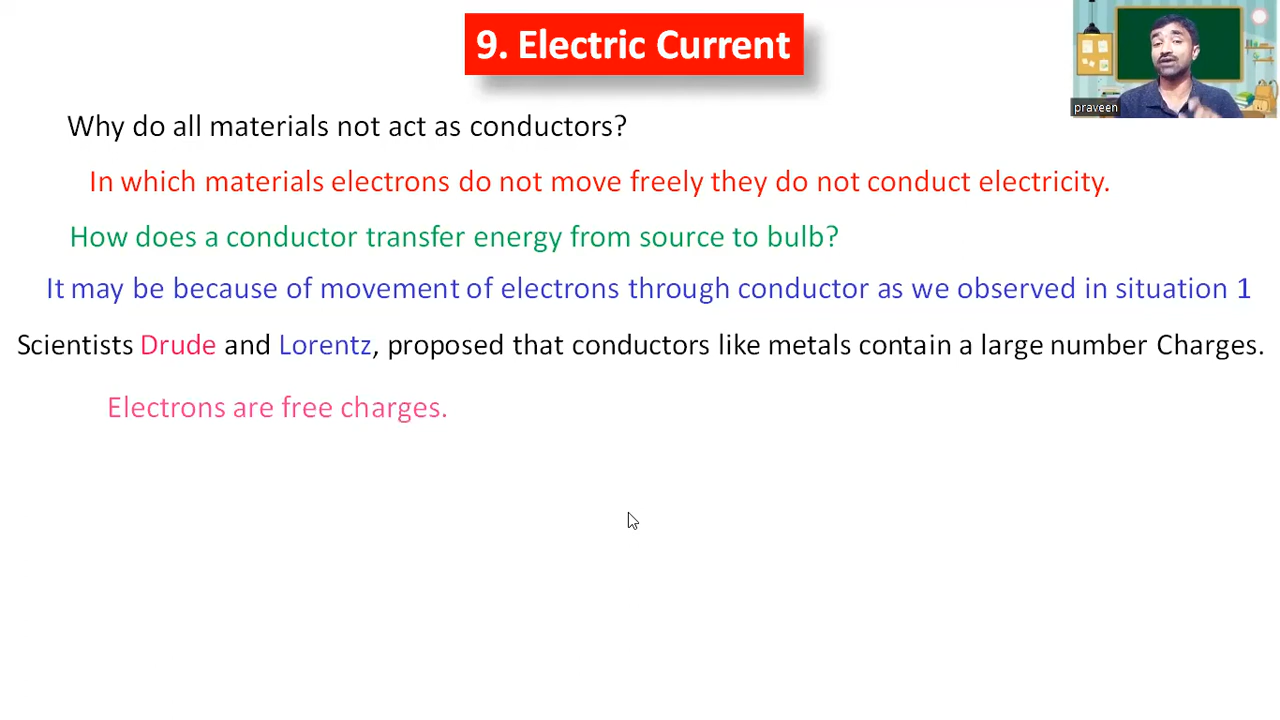 9. Electric Current
praveen
Why do all materials not act as conductors?
In which materials electrons do not move freely they do not conduct electricity.
How does a conductor transfer energy from source to bulb?
It may be because of movement of electrons through conductor as we observed in situation 1
Scientists Drude and Lorentz, proposed that conductors like metals contain a large number Charges.
Electrons are free charges.